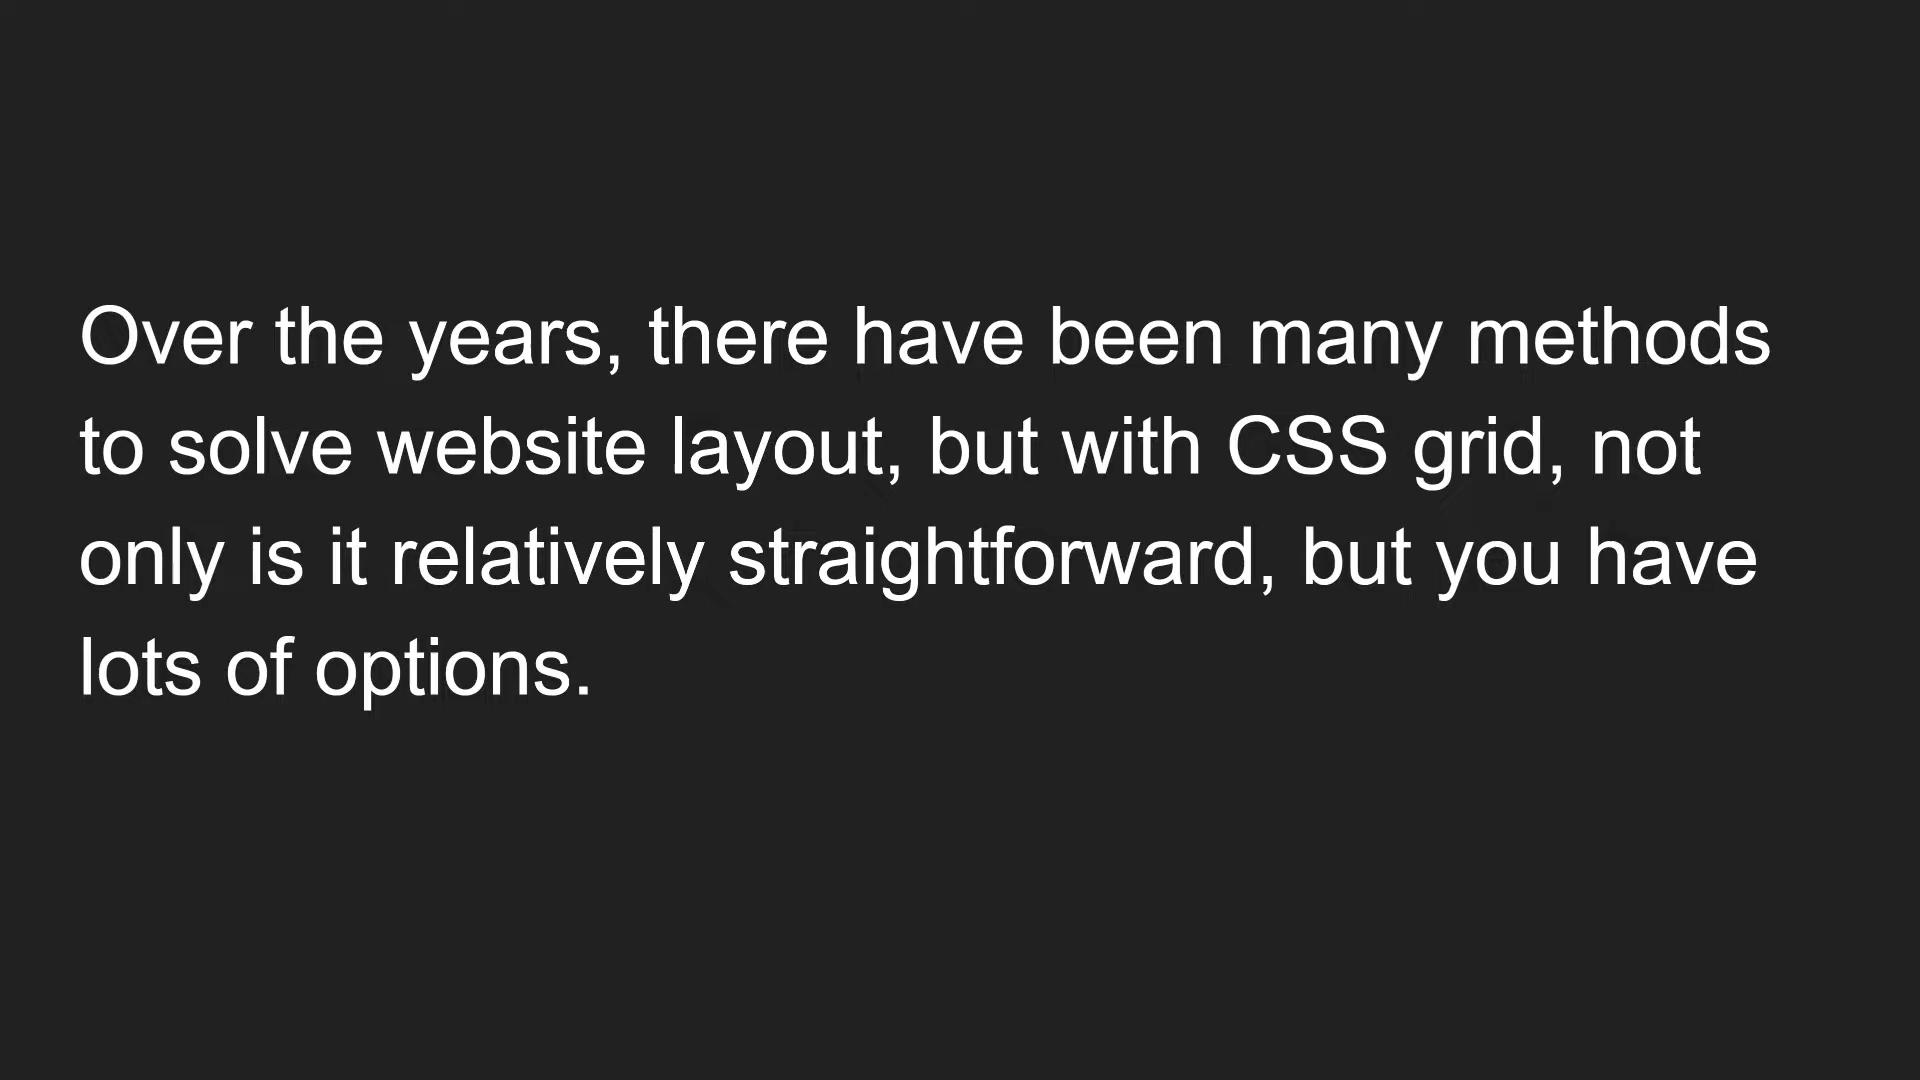 Over the years, there have been many methods
to solve website layout, but with CSS grid, not
only is it relatively straightforward, but you have
lots of options.